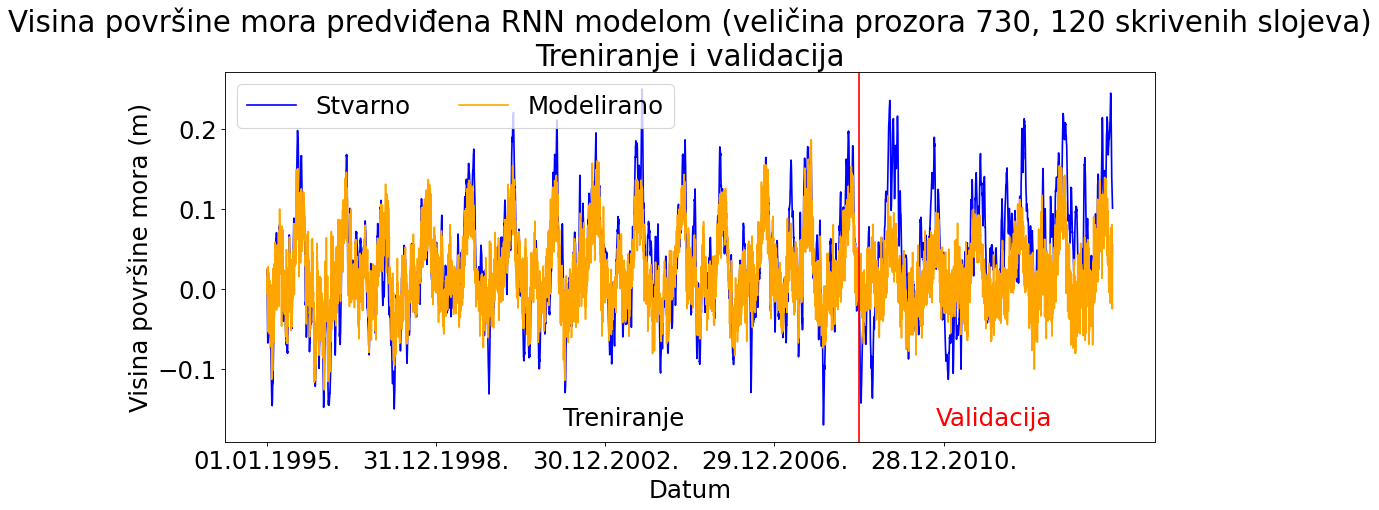 Visina površine mora predviđena RNN modelom (veličina prozora 730, 120 skrivenih slojeva)
Treniranje i validacija
Stvarno
Modelirano
Visina površine mora (m)
0.2
0.1
0.0
−0.1
Treniranje
Validacija
01.01.1995.
31.12.1998.
30.12.2002.
29.12.2006.
28.12.2010.
Datum